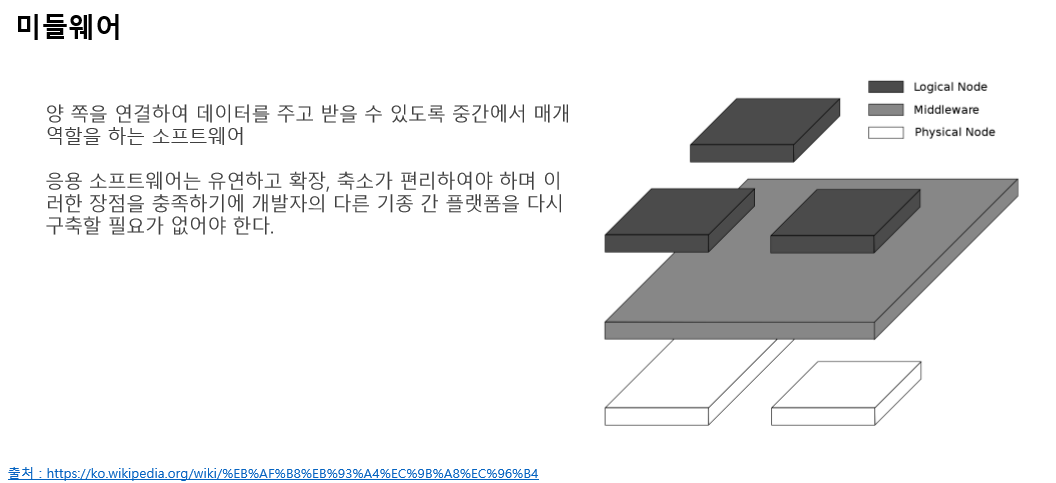 미들웨어
양 쪽을 연결하여 데이터를 주고 받을 수 있도록 중간에서 매개
역할을 하는 소프트웨어
응용 소프트웨어는 유연하고 확장, 축소가 편리하여야 하며 이
러한 장점을 충족하기에 개발자의 다른 기종 간 플랫폼을 다시
구축할 필요가 없어야 한다.
Logical Node
Middleware
Physical Node
출처 : https://ko.wikipedia.org/wiki/%EB%AF%B8%EB%93%A4%EC%9B%A8%EC%96%B4